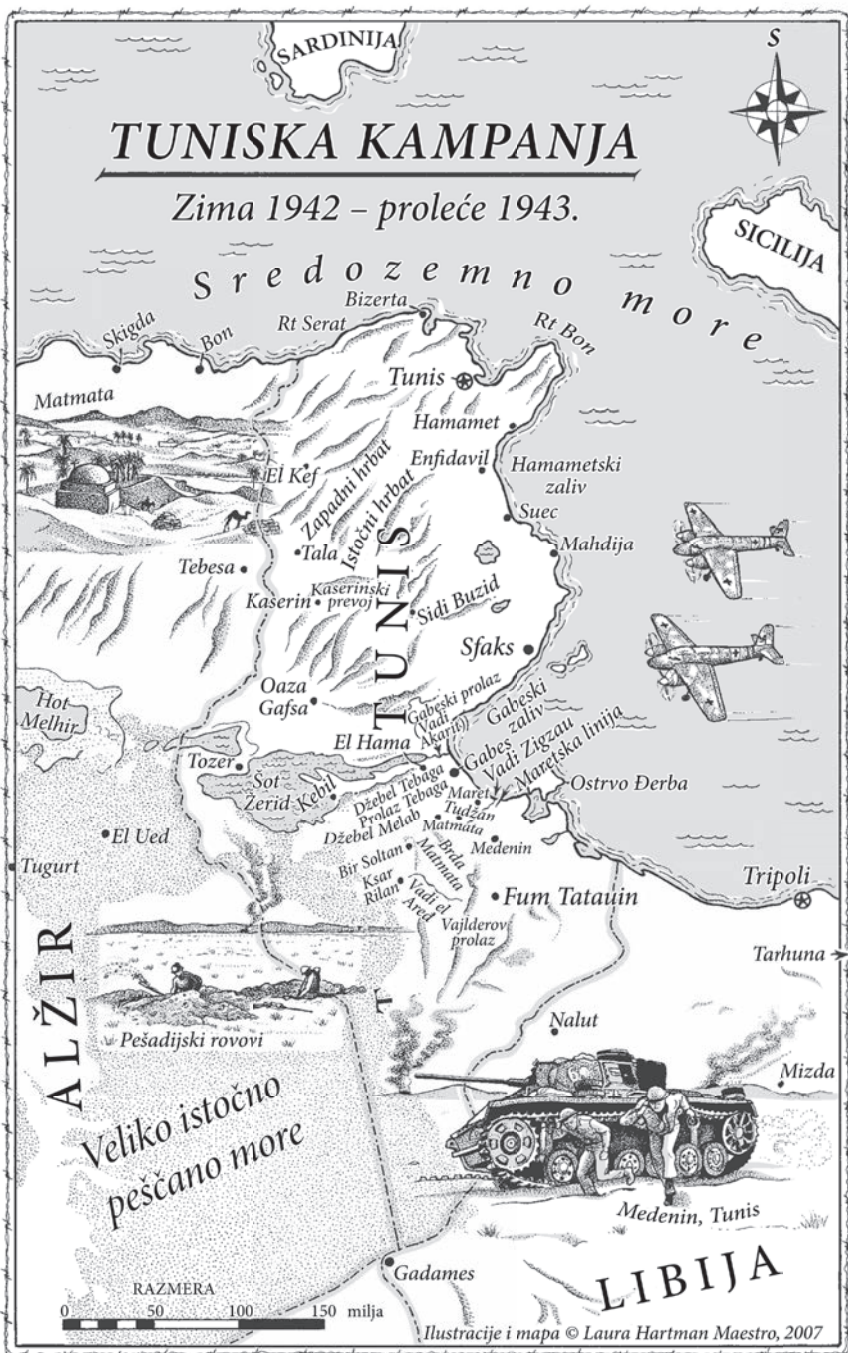 SARDINIJA
S
TUNISKA KAMPANJA
Zima 1942 – proleće 1943.
SICILIJA
Sredozemno more
Bizerta
Rt Serat
Rt Bon
Skigda
Bon
Tunis
Matmata
Hamamet
Enfidavil
Hamametski
zaliv
El Kef
Zapadni hrbat
Istočni hrbat
Suec
Mahdija
Tala
Tebesa
Kaserin
Kaserinski
prevoj
Sidi Buzid
TUNIS
Sfaks
Oaza
Gafsa
Hot
Melhir
Gabeski prolaz
(Vadi
Akarit))
Gabeski
zaliv
El Hama
Gabes
Vadi Zigzau
Maretska linija
Tozer
Šot
Žerid
Kebil
Džebel Tebaga
Prolaz Tebaga
Džebel Melab
Maret
Tudžan
Matmata
Medenin
Ostrvo Đerba
El Ued
Tugurt
Bir Soltan
Brda
Matmata
Ksar
Rilan
Vadi el
Ared
Fum Tatauin
Vajlderov
prolaz
Tripoli
Tarhuna
ALŽIR
T
Pešadijski rovovi
Nalut
Mizda
Veliko istočno
peščano more
Medenin, Tunis
Gadames
LIBIJA
RAZMERA
0 50 100 150 milja
Ilustracije i mapa © Laura Hartman Maestro, 2007